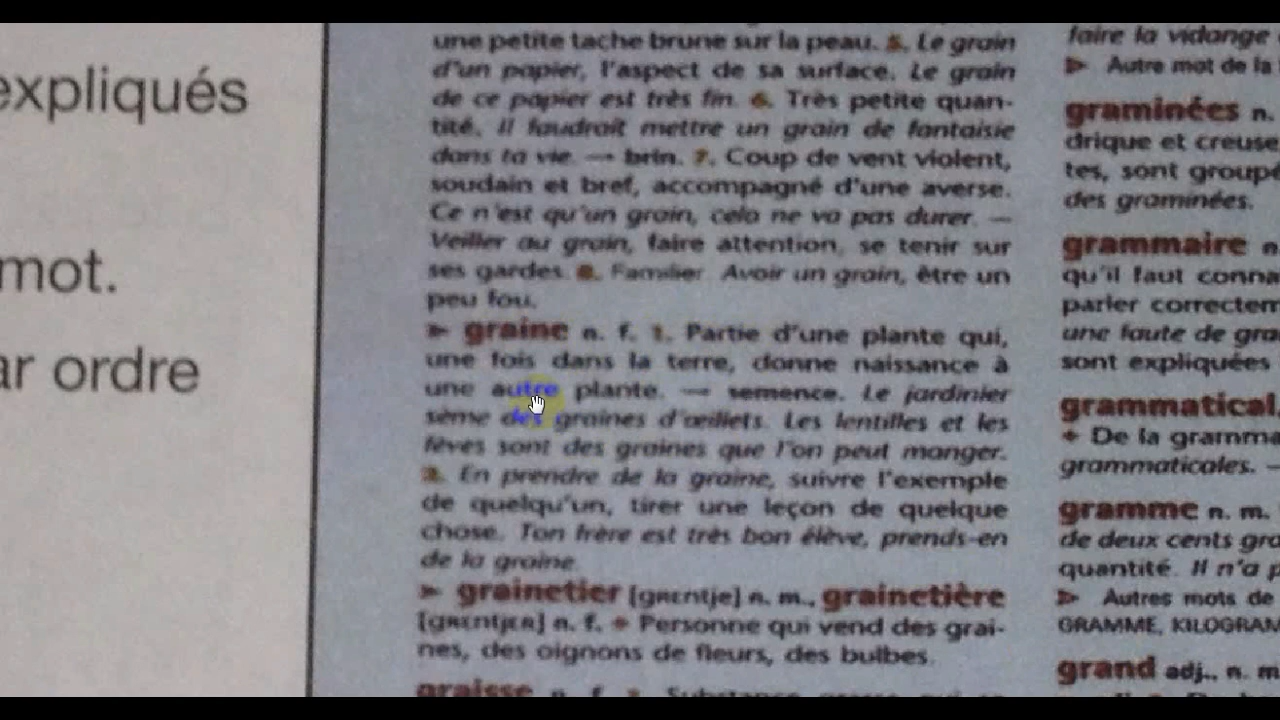 expliqués
mot.
ar ordre
une petite tache brune sur la peau. 5. Le grain
d'un papier, l'aspect de sa surface. Le grain
de ce papier est très fin. 6. Très petite quan-
tité. Il faudrait mettre un grain de fantaisie
dans ta vie. → brin. 7. Coup de vent violent,
soudain et bref, accompagné d'une averse.
Ce n'est qu'un grain, cela ne va pas durer. —
Veiller au grain, faire attention, se tenir sur
ses gardes. 8. Familier. Avoir un grain, être un
peu fou.
▸ graine n. f. 1. Partie d'une plante qui,
une fois dans la terre, donne naissance à
une autre plante. → semence. Le jardinier
sème des graines d'œillets. Les lentilles et les
fèves sont des graines que l'on peut manger.
2. En prendre de la graine, suivre l'exemple
de quelqu'un, tirer une leçon de quelque
chose. Ton frère est très bon élève, prends-en
de la graine.
▸ grainetier [gʀɛntje] n. m., grainetière
[gʀɛntjɛʀ] n. f. ♦ Personne qui vend des grai-
nes, des oignons de fleurs, des bulbes.
graisse n. f.
faire la vidange
▷ Autre mot de la
graminées n.
drique et creuse
tes, sont groupé
des graminées.
grammaire n
qu'il faut conna
parler correctem
une faute de gra
sont expliquées
grammatical
♦ De la gramma
grammaticales. —
gramme n. m.
de deux cents gra
quantité. Il n'a p
▷ Autres mots de
GRAMME, KILOGRAM
grand adj., n. m